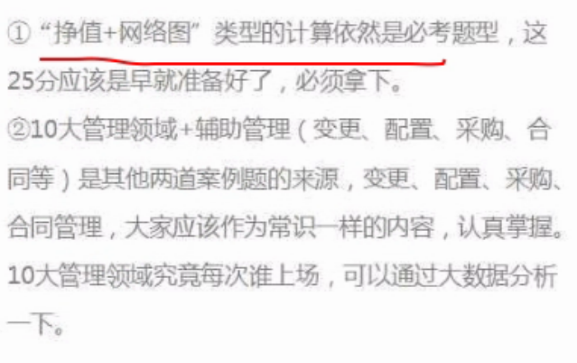 ①“挣值+网络图”类型的计算依然是必考题型，这
25分应该是早就准备好了，必须拿下。
②10大管理领域+辅助管理（变更、配置、采购、合
同等）是其他两道案例题的来源，变更、配置、采购、
合同管理，大家应该作为常识一样的内容，认真掌握。
10大管理领域究竟每次谁上场，可以通过大数据分析
一下。